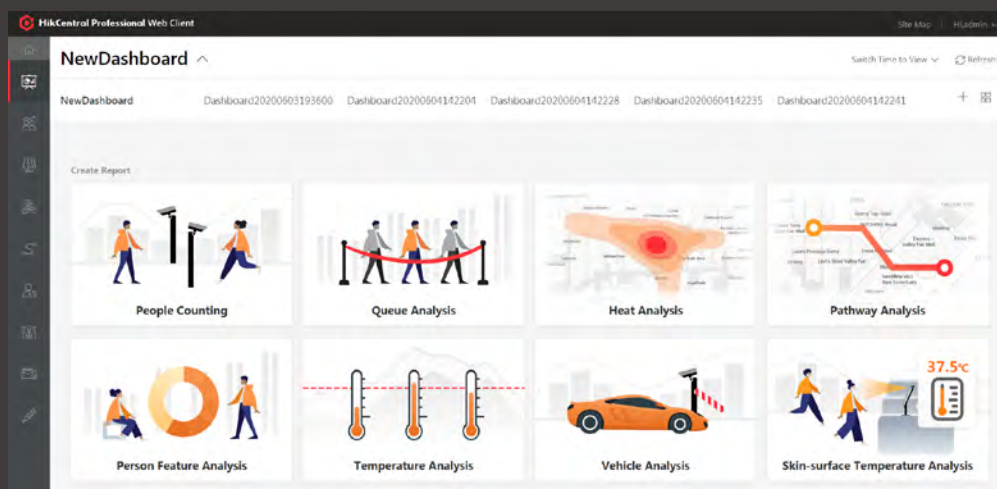 HikCentral Professional Web Client
Site Map
NewDashboard
Switch Time to View
Refresh
NewDashboard Dashboard20200603193600 Dashboard20200604142204 Dashboard20200604142228 Dashboard20200604142235 Dashboard20200604142241
Create Report
People Counting Queue Analysis Heat Analysis Pathway Analysis
37.5℃
Person Feature Analysis Temperature Analysis Vehicle Analysis Skin-surface Temperature Analysis